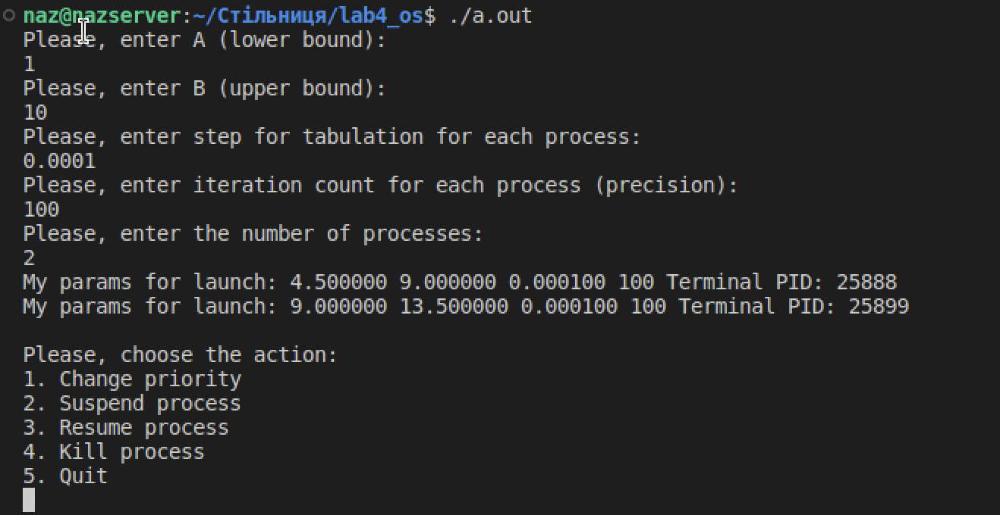 naz@nazserver:~/Стільниця/lab4_os$ ./a.out
Please, enter A (lower bound):
1
Please, enter B (upper bound):
10
Please, enter step for tabulation for each process:
0.0001
Please, enter iteration count for each process (precision):
100
Please, enter the number of processes:
2
My params for launch: 4.500000 9.000000 0.000100 100 Terminal PID: 25888
My params for launch: 9.000000 13.500000 0.000100 100 Terminal PID: 25899
Please, choose the action:
1. Change priority
2. Suspend process
3. Resume process
4. Kill process
5. Quit